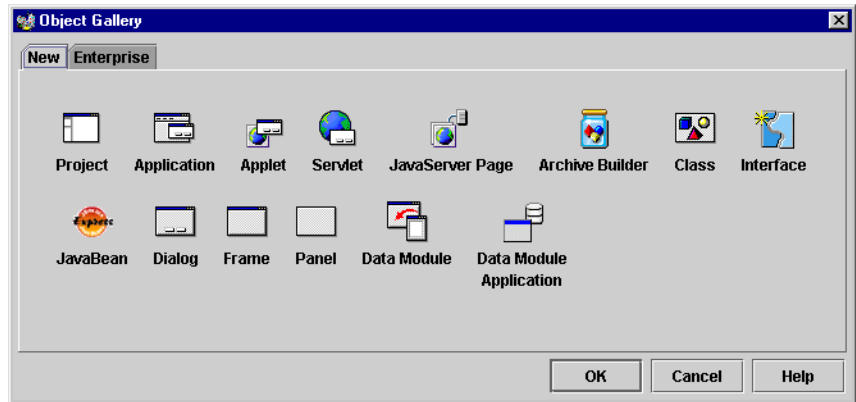 Object Gallery
New Enterprise
Project Application Applet Servlet JavaServer Page Archive Builder Class Interface
Express
JavaBean Dialog Frame Panel Data Module Data Module
Application
OK Cancel Help